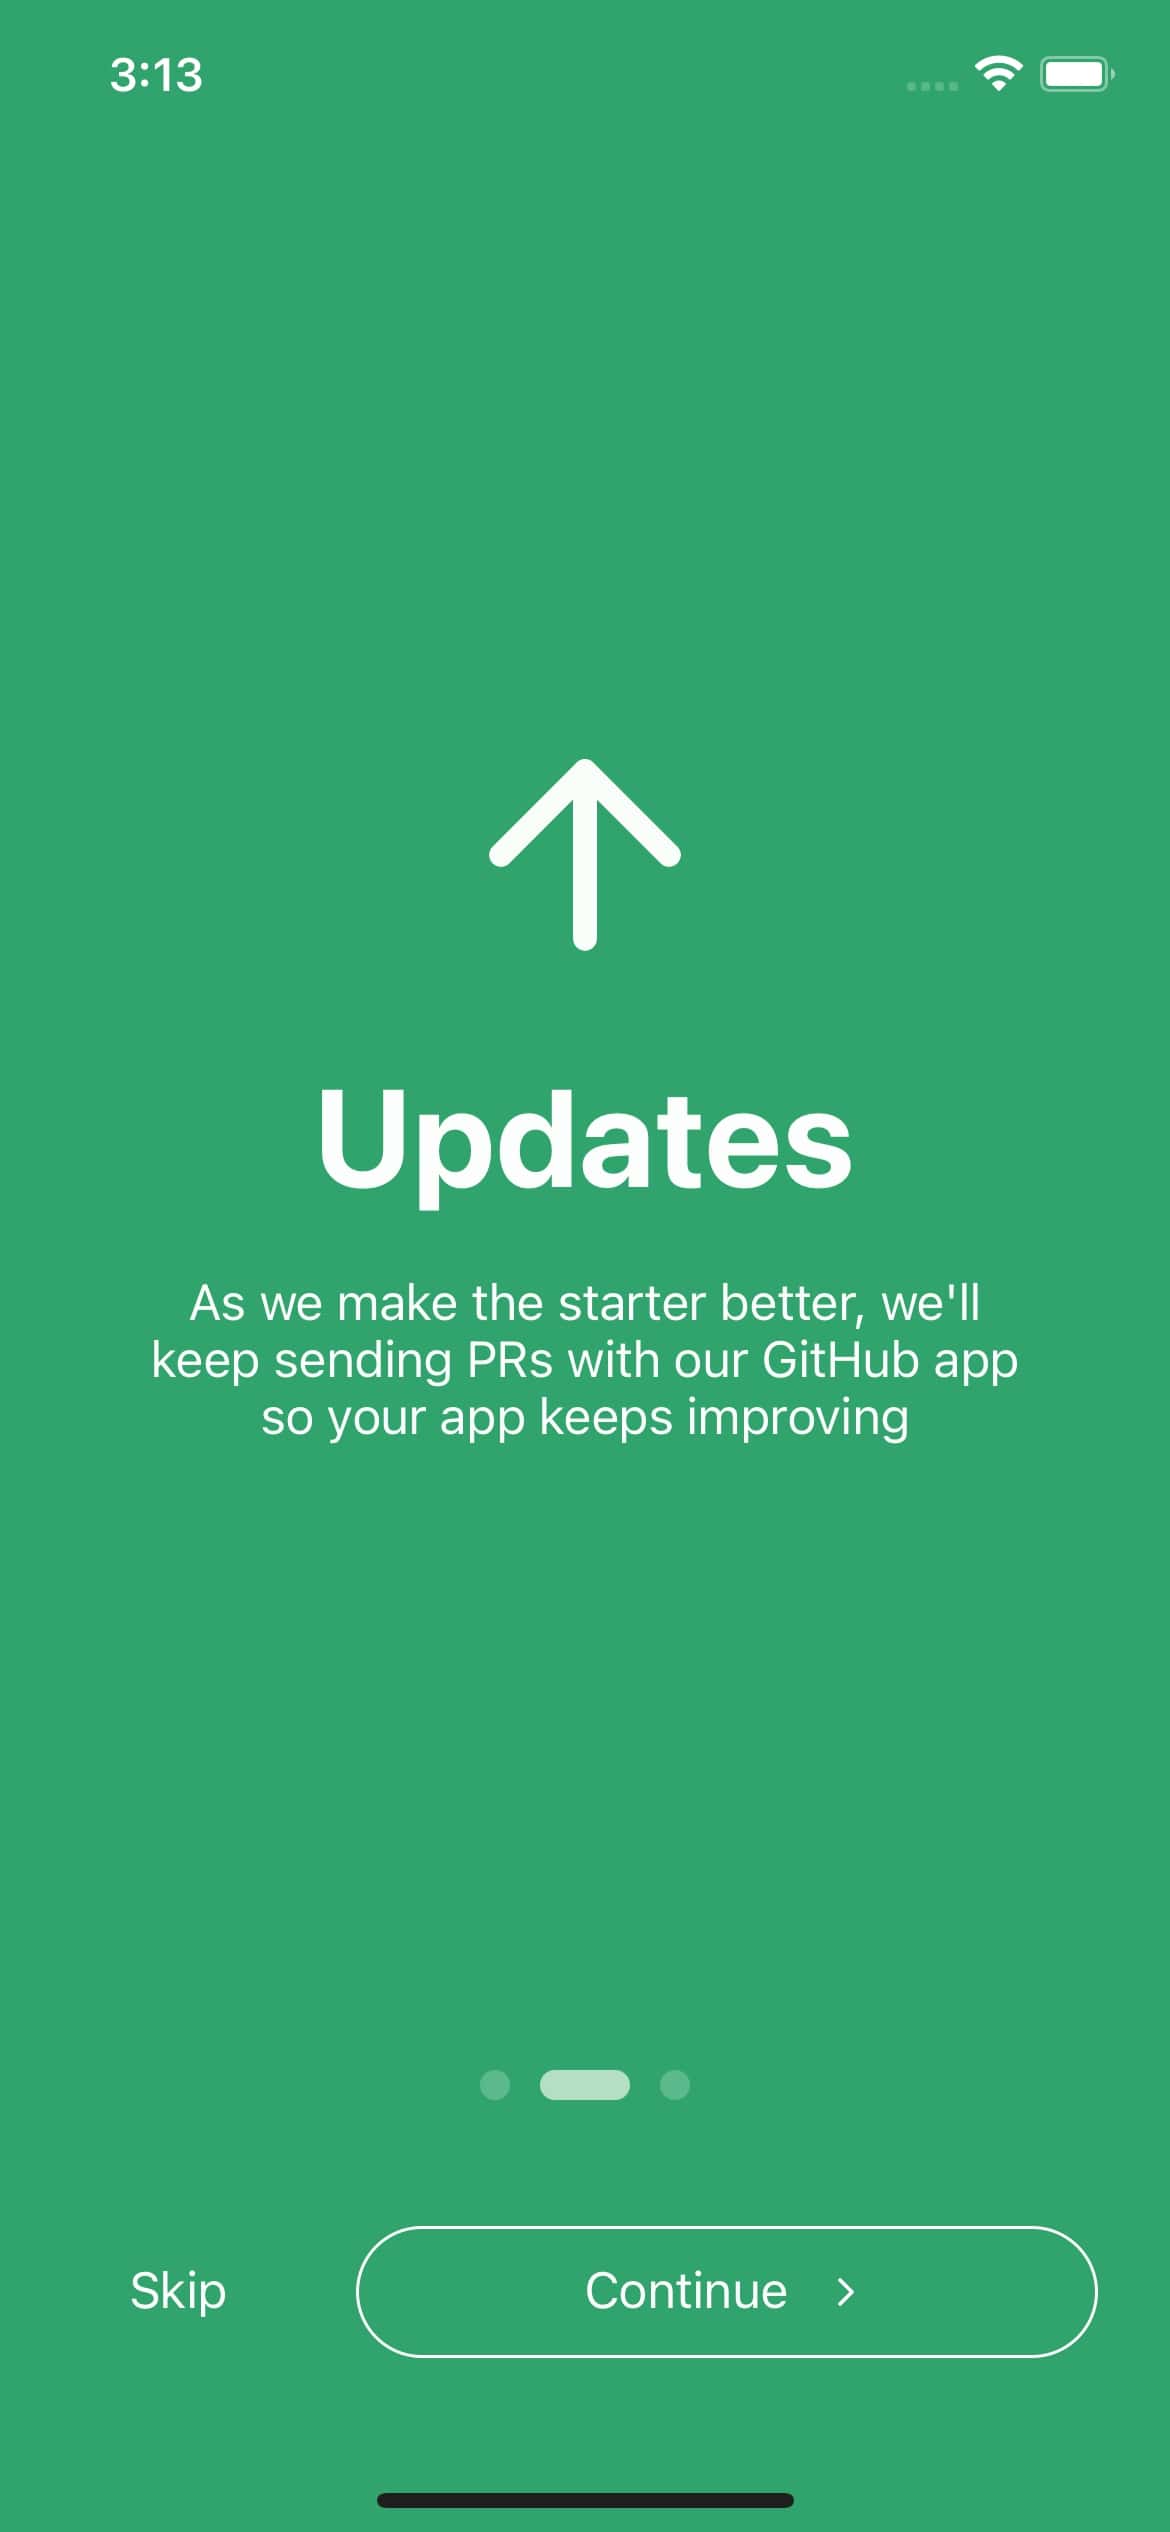 3:13
Updates
As we make the starter better, we'll
keep sending PRs with our GitHub app
so your app keeps improving
Skip
Continue